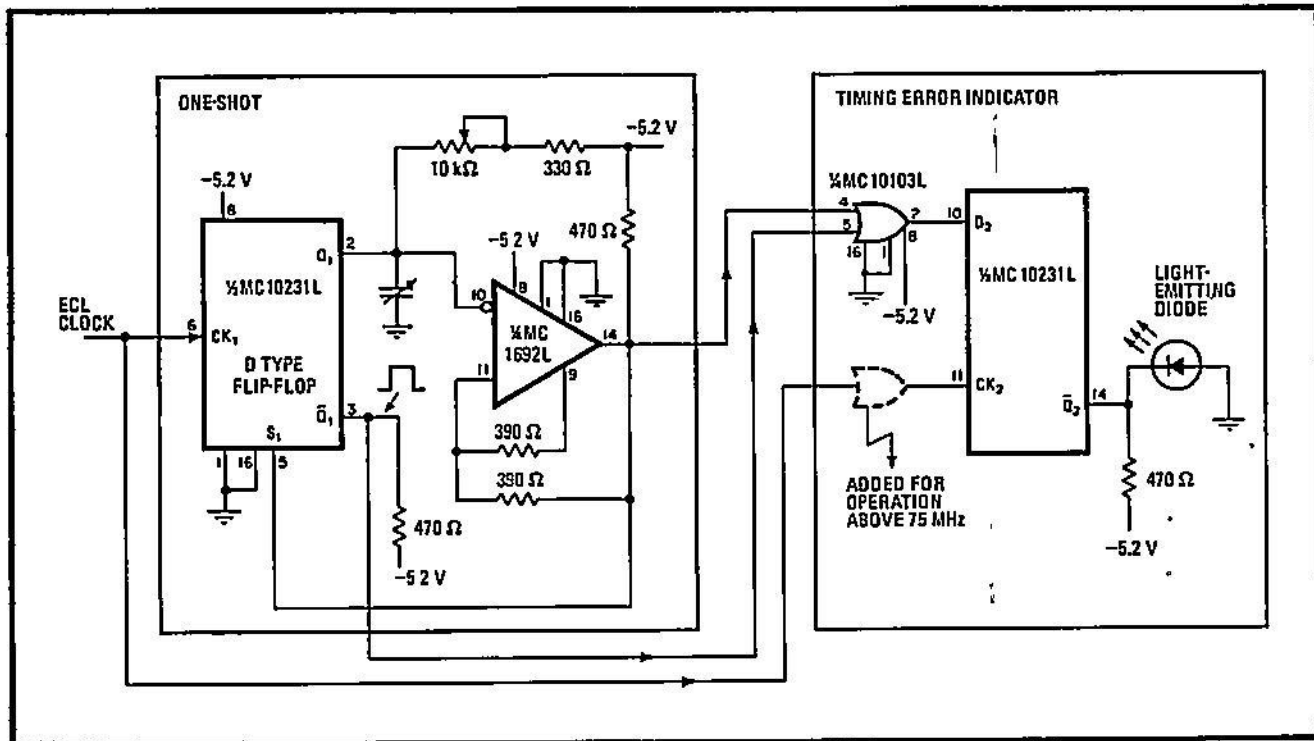 ONE-SHOT
-5.2 V
10 kΩ
330 Ω
-5.2 V
8
470 Ω
½MC10231L
2
Q₁
-5.2 V
8
10
1
16
¼MC
1692L
14
11
9
ECL
CLOCK
6
CK₁
D TYPE
FLIP-FLOP
Q̅₁
3
S₁
1
16
5
390 Ω
390 Ω
470 Ω
-5.2 V
TIMING ERROR INDICATOR
¼MC10103L
4
5
7
8
16
1
-5.2 V
10
D₂
½MC10231L
11
CK₂
Q̅₂
14
LIGHT-
EMITTING
DIODE
ADDED FOR
OPERATION
ABOVE 75 MHz
470 Ω
-5.2 V